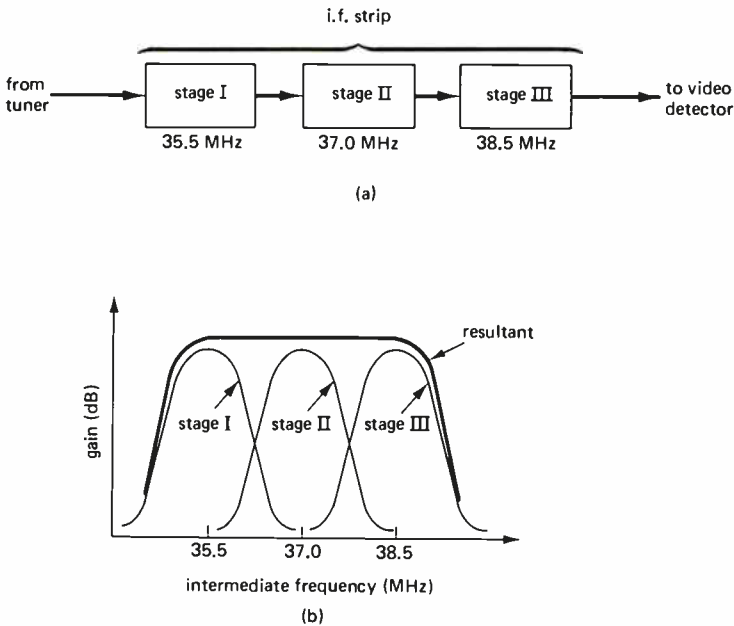 i.f. strip
from
tuner
stage I
stage II
stage III
to video
detector
35.5 MHz
37.0 MHz
38.5 MHz
(a)
resultant
gain (dB)
stage I
stage II
stage III
35.5
37.0
38.5
intermediate frequency (MHz)
(b)